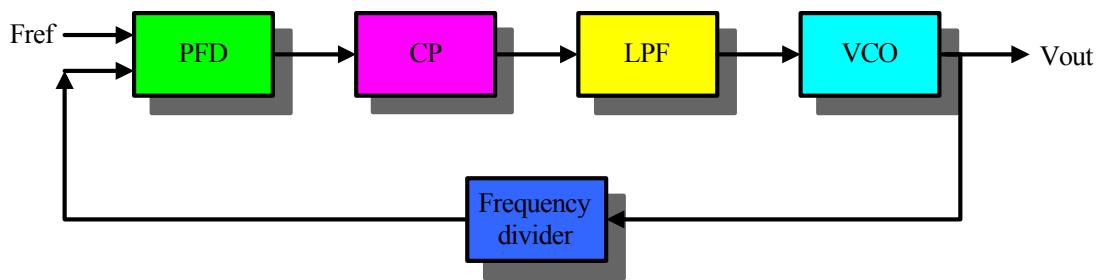 Fref
PFD
CP
LPF
VCO
Vout
Frequency
divider